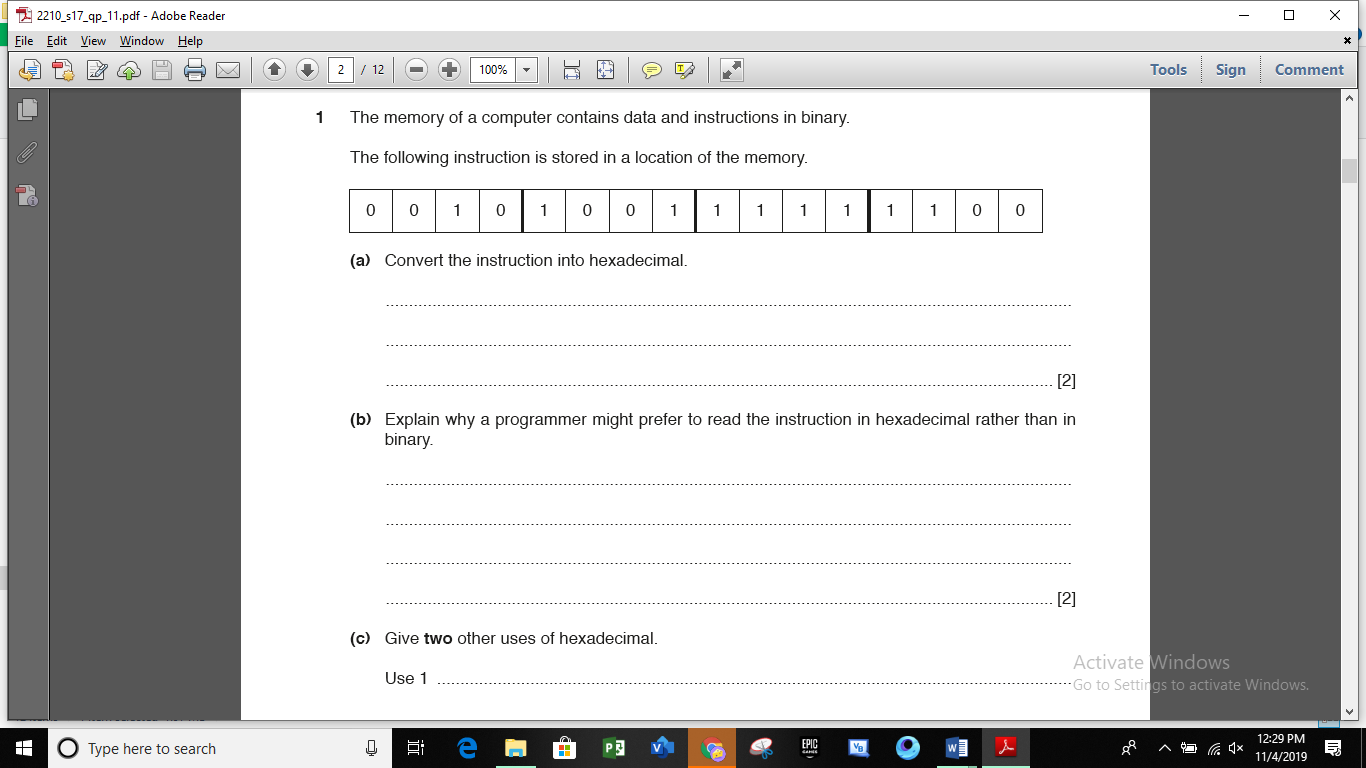 2210_s17_qp_11.pdf - Adobe Reader
File Edit View Window Help
2 / 12 100% Tools Sign Comment
1 The memory of a computer contains data and instructions in binary.
The following instruction is stored in a location of the memory.
0 0 1 0 1 0 0 1 1 1 1 1 1 1 0 0
(a) Convert the instruction into hexadecimal.
[2]
(b) Explain why a programmer might prefer to read the instruction in hexadecimal rather than in
binary.
[2]
(c) Give two other uses of hexadecimal.
Use 1
Activate Windows
Go to Settings to activate Windows.
Type here to search
12:29 PM
11/4/2019